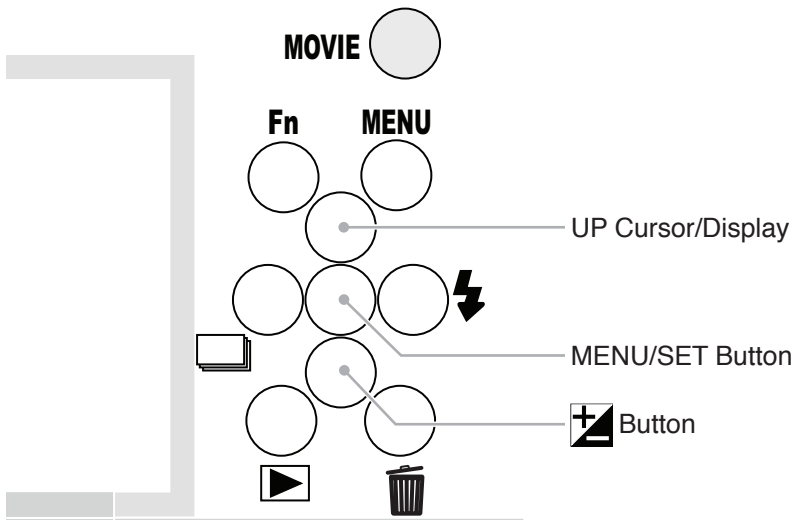 MOVIE
Fn MENU
UP Cursor/Display
MENU/SET Button
Button